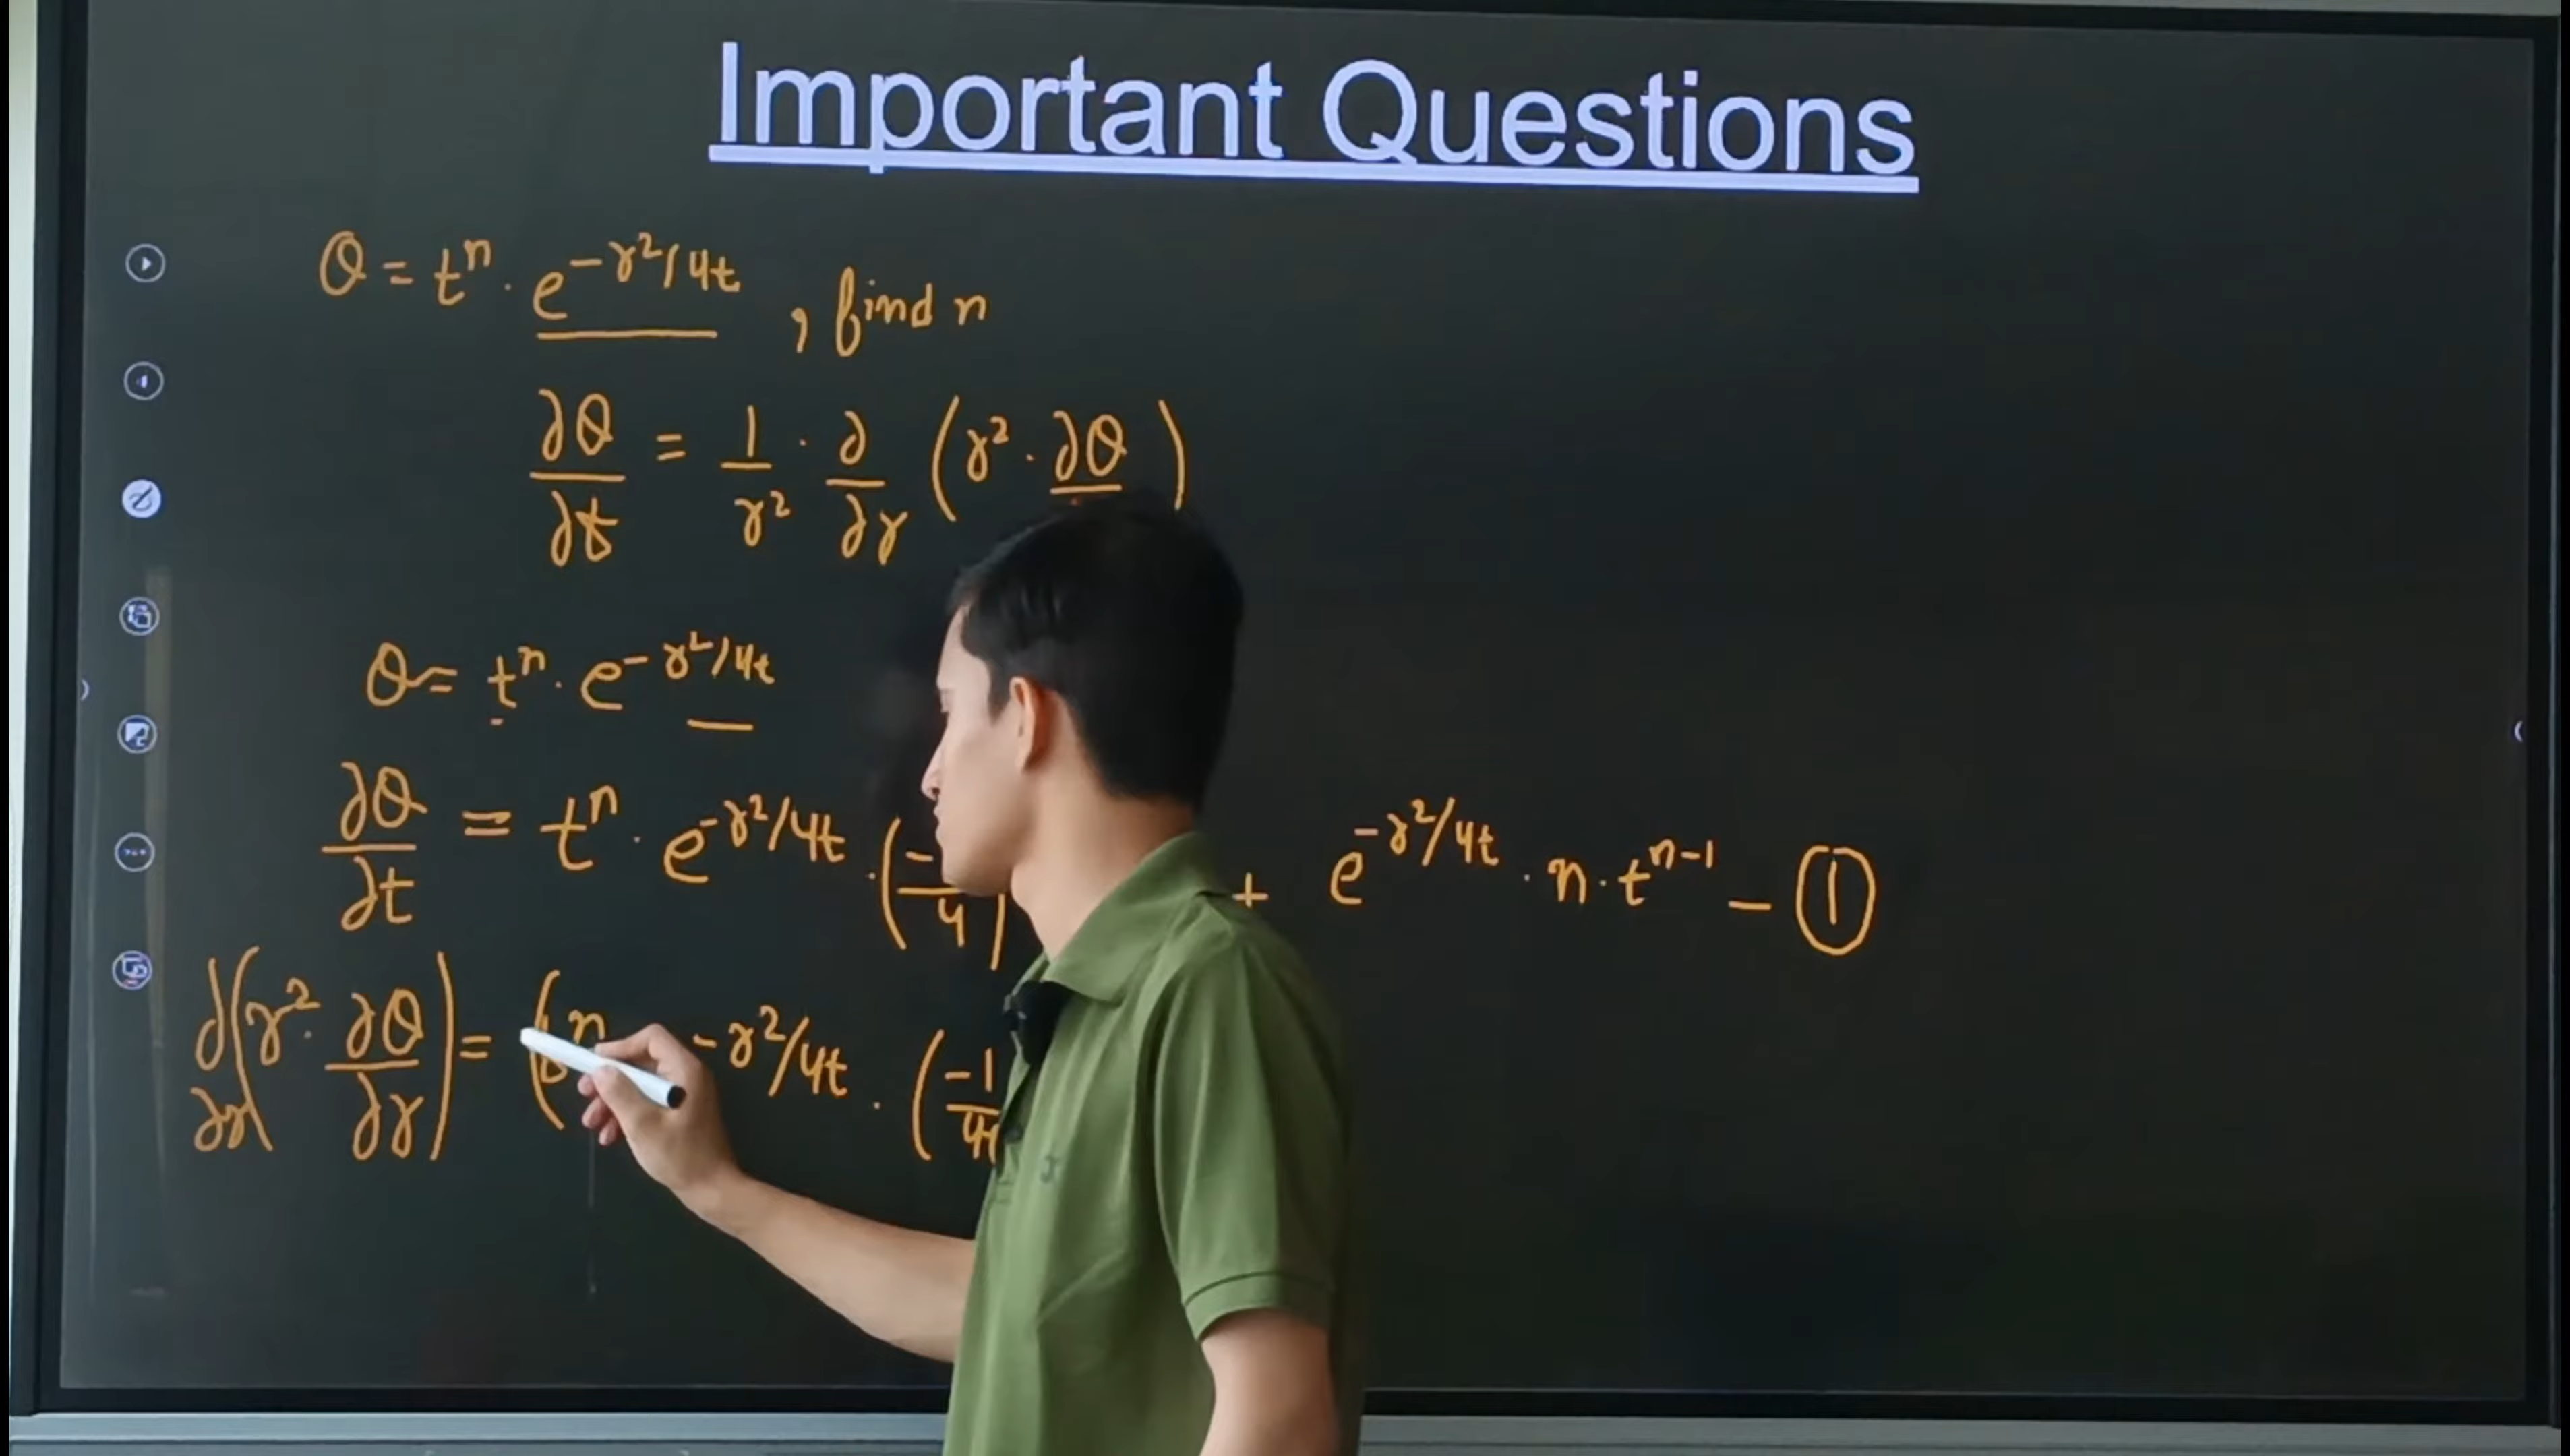 Important Questions
θ = tⁿ · e^(-r²/4t) , find n
∂θ/∂t = 1/r² · ∂/∂r (r² · ∂θ )
θ = tⁿ · e^(-r²/4t)
∂θ/∂t = tⁿ · e^(-r²/4t) · (- /4) + e^(-r²/4t) · n · t^(n-1) - ①
∂/∂r (r² · ∂θ/∂r) = ( n -r²/4t · (-1/4t